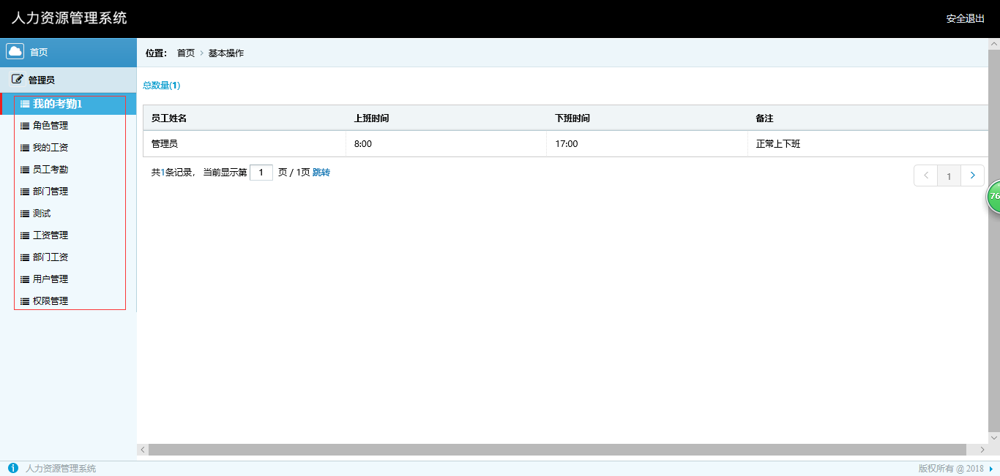 人力资源管理系统
安全退出
首页
位置： 首页 > 基本操作
管理员
总数量(1)
我的考勤1
角色管理
我的工资
员工考勤
部门管理
测试
工资管理
部门工资
用户管理
权限管理
员工姓名 上班时间 下班时间 备注
管理员 8:00 17:00 正常上下班
共1条记录， 当前显示第 1 页 / 1页 跳转
< 1 >
76
人力资源管理系统
版权所有 @ 2018